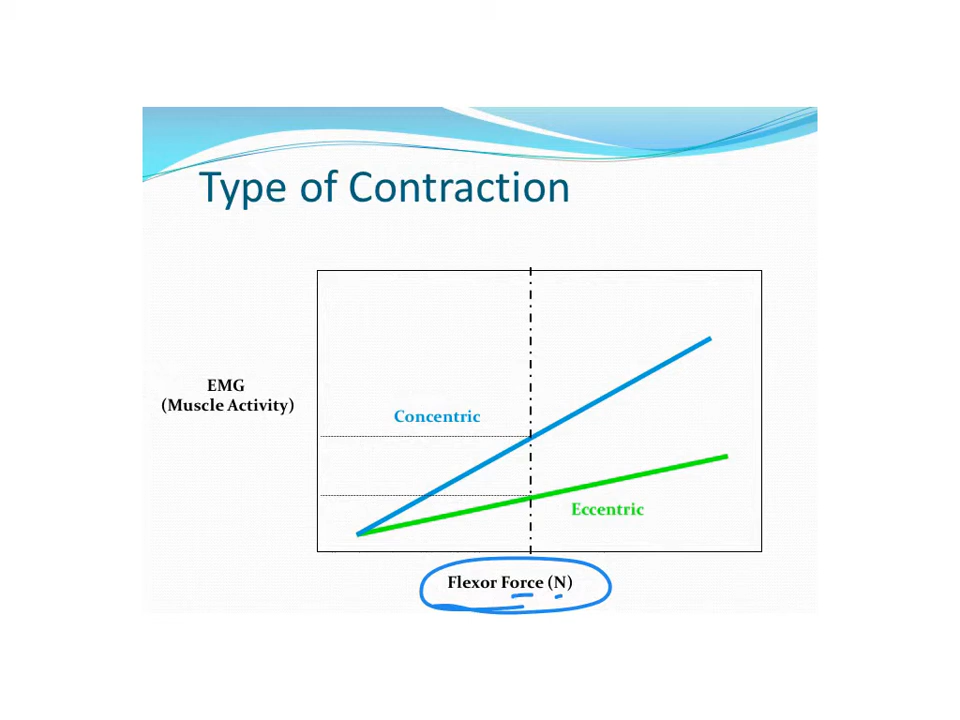 Type of Contraction
EMG
(Muscle Activity)
Concentric
Eccentric
Flexor Force (N)